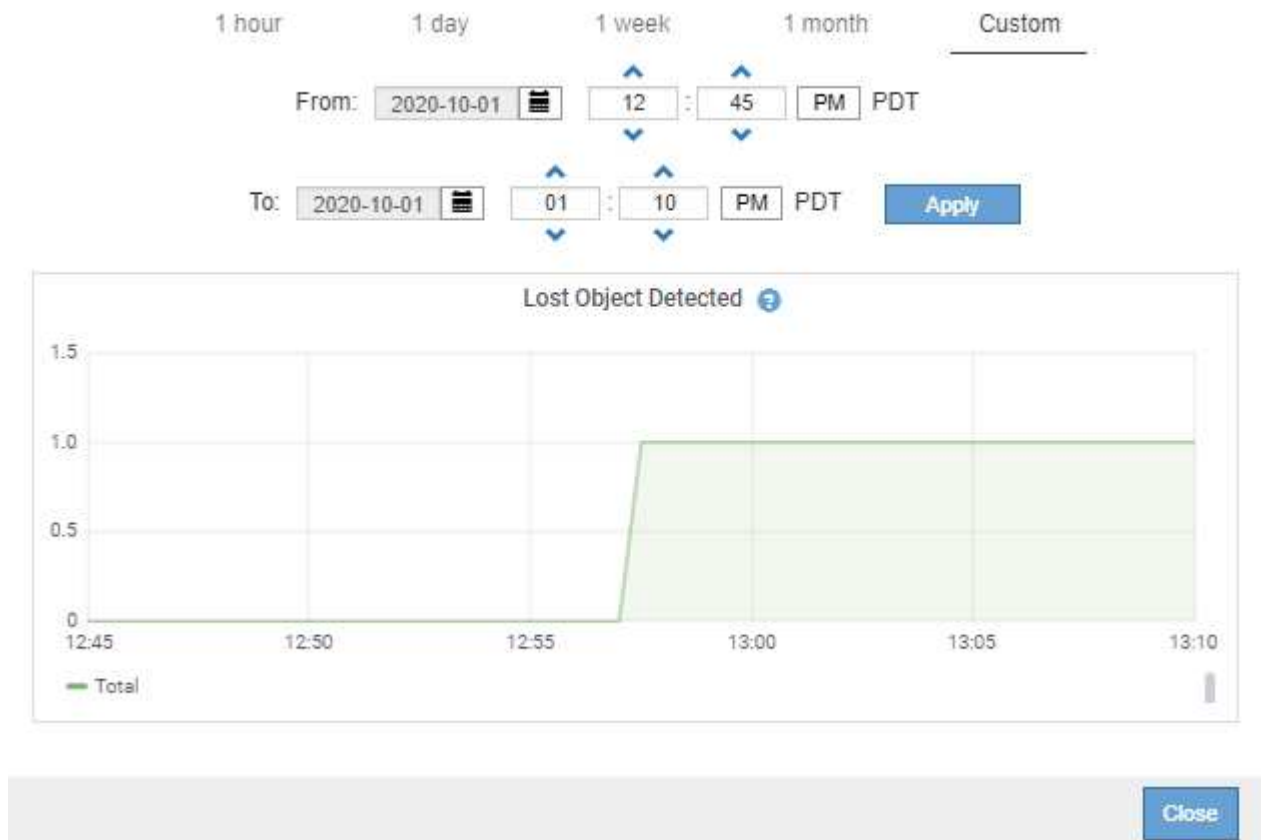 1 hour 1 day 1 week 1 month Custom
From: 2020-10-01 12 : 45 PM PDT
To: 2020-10-01 01 : 10 PM PDT Apply
Lost Object Detected ?
1.5
1.0
0.5
0
12:45 12:50 12:55 13:00 13:05 13:10
Total
Close